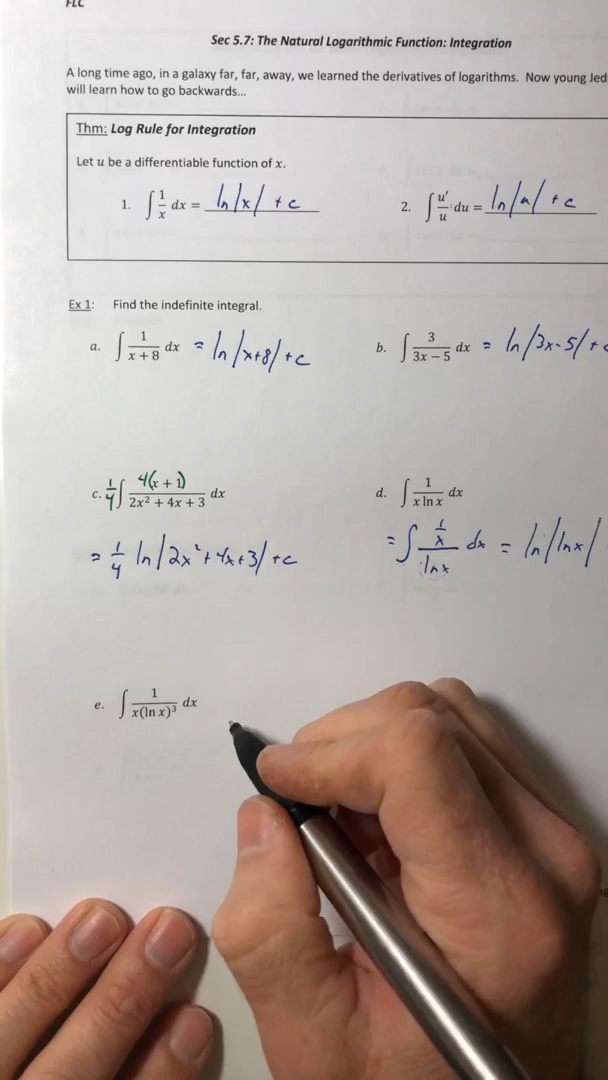 FLC
Sec 5.7: The Natural Logarithmic Function: Integration
A long time ago, in a galaxy far, far, away, we learned the derivatives of logarithms. Now young Jed
will learn how to go backwards...
Thm: Log Rule for Integration
Let u be a differentiable function of x.
1. ∫ 1/x dx = ln|x| + c
2. ∫ u'/u du = ln|u| + c
Ex 1: Find the indefinite integral.
a. ∫ 1/(x + 8) dx = ln|x+8| + c
b. ∫ 3/(3x − 5) dx = ln|3x-5| +
c. 1/4 ∫ 4(x + 1)/(2x² + 4x + 3) dx
= 1/4 ln|2x²+4x+3| + c
d. ∫ 1/(x ln x) dx
= ∫ (1/x)/(ln x) dx = ln|lnx|
e. ∫ 1/(x(ln x)³) dx